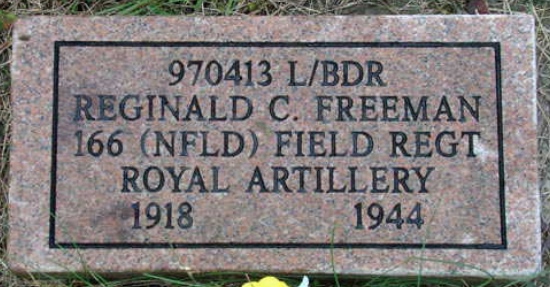 970413 L/BDR
REGINALD C. FREEMAN
166 (NFLD) FIELD REGT
ROYAL ARTILLERY
1918 1944